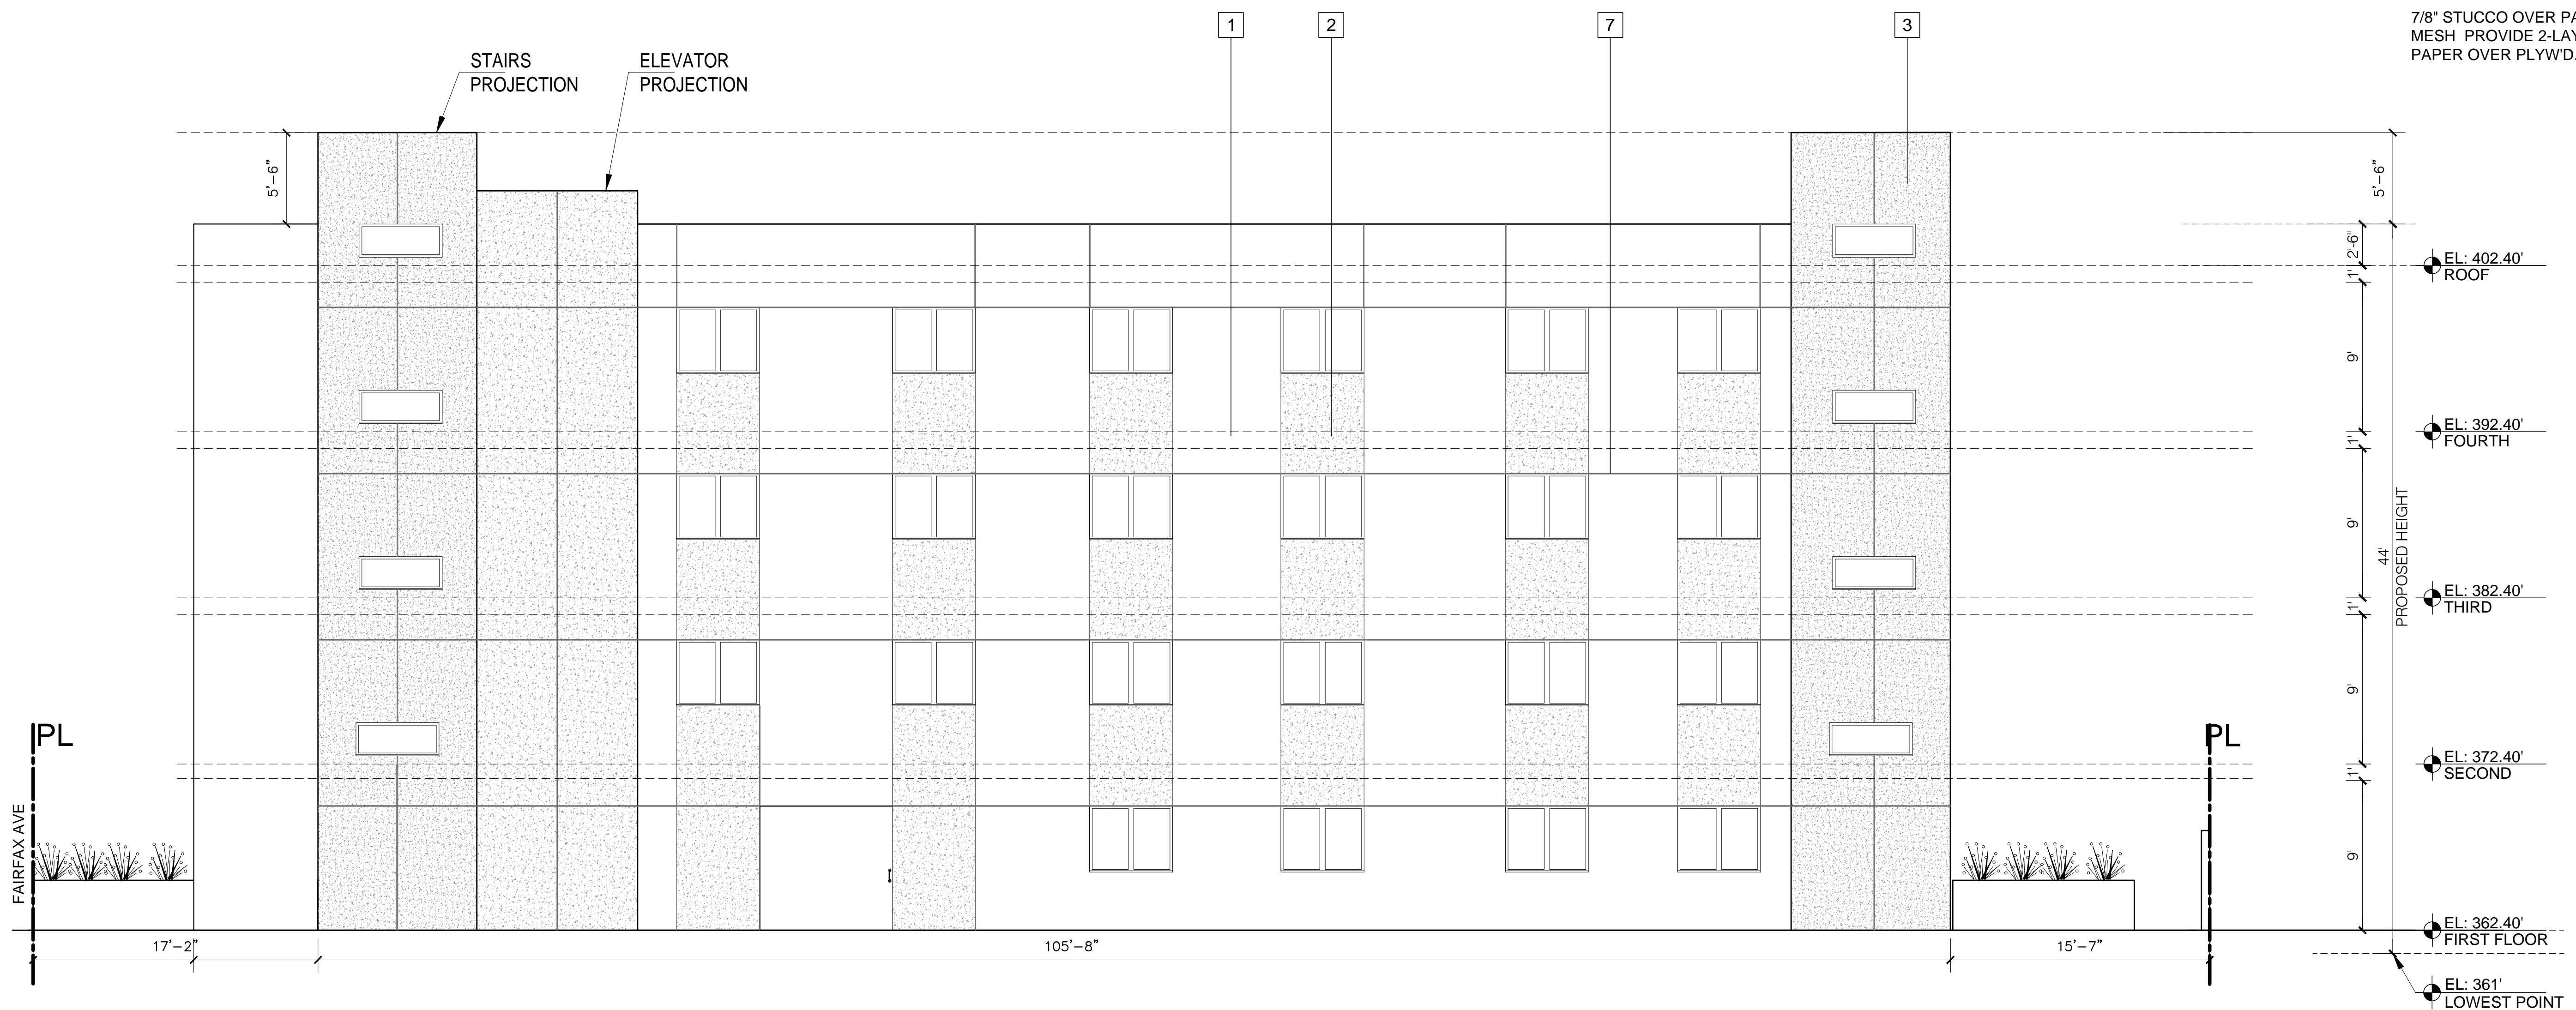 1
2
7
3
7/8" STUCCO OVER PA
MESH PROVIDE 2-LAY
PAPER OVER PLYW'D.
STAIRS
PROJECTION
ELEVATOR
PROJECTION
5'-6"
5'-6"
2'-6"
1'
EL: 402.40'
ROOF
9'
EL: 392.40'
FOURTH
1'
9'
44'
PROPOSED HEIGHT
EL: 382.40'
THIRD
1'
9'
PL
PL
EL: 372.40'
SECOND
1'
FAIRFAX AVE
9'
17'-2"
105'-8"
15'-7"
EL: 362.40'
FIRST FLOOR
EL: 361'
LOWEST POINT